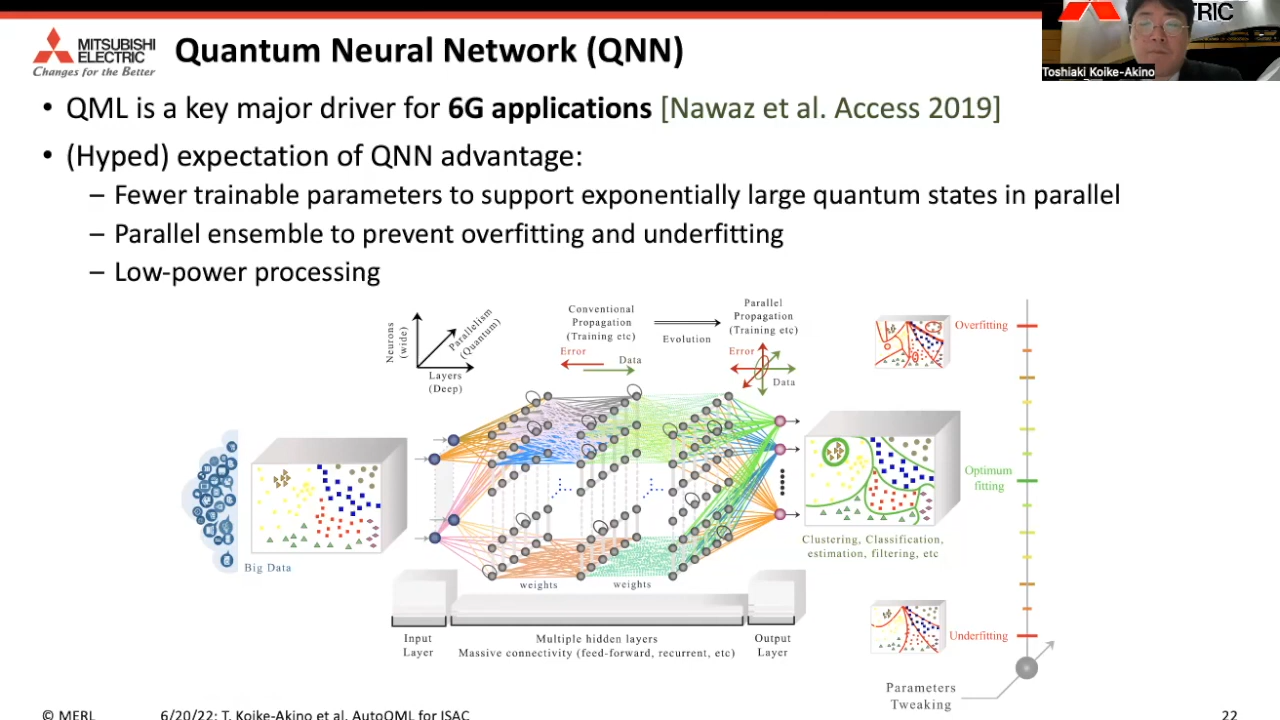 TRIC
Toshiaki Koike-Akino
MITSUBISHI
ELECTRIC
Changes for the Better
Quantum Neural Network (QNN)
• QML is a key major driver for 6G applications [Nawaz et al. Access 2019]
• (Hyped) expectation of QNN advantage:
– Fewer trainable parameters to support exponentially large quantum states in parallel
– Parallel ensemble to prevent overfitting and underfitting
– Low-power processing
Neurons
(wide)
Parallelism
(Quantum)
Layers
(Deep)
Conventional
Propagation
(Training etc)
Error
Data
Evolution
Parallel
Propagation
(Training etc)
Error
Data
Overfitting
Optimum
fitting
Underfitting
Parameters
Tweaking
Big Data
weights
weights
Clustering, Classification,
estimation, filtering, etc
Input
Layer
Multiple hidden layers
Massive connectivity (feed-forward, recurrent, etc)
Output
Layer
© MERL
6/20/22: T. Koike-Akino et al. AutoQML for ISAC
22